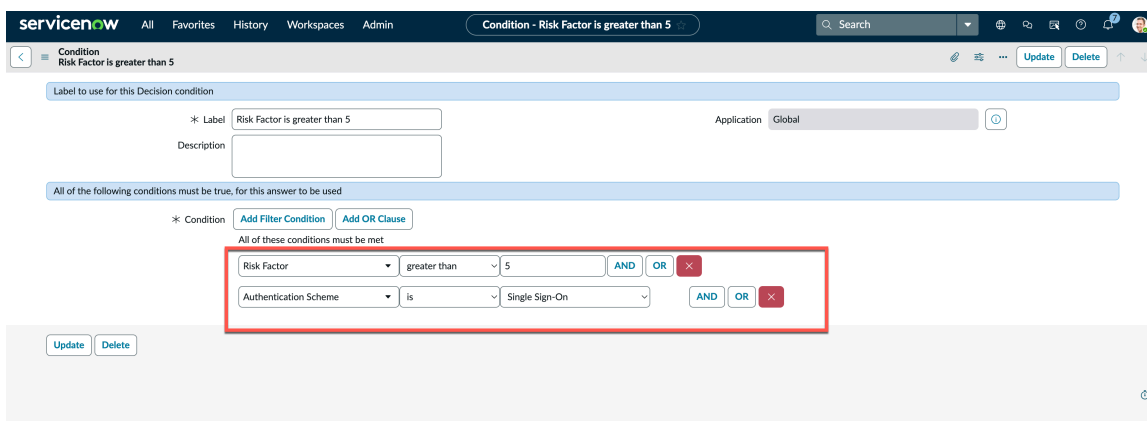 servicenow All Favorites History Workspaces Admin Condition - Risk Factor is greater than 5 Search 7
Condition
Risk Factor is greater than 5 Update Delete
Label to use for this Decision condition
Label Risk Factor is greater than 5 Application Global
Description
All of the following conditions must be true, for this answer to be used
Condition Add Filter Condition Add OR Clause
All of these conditions must be met
Risk Factor greater than 5 AND OR
Authentication Scheme is Single Sign-On AND OR
Update Delete